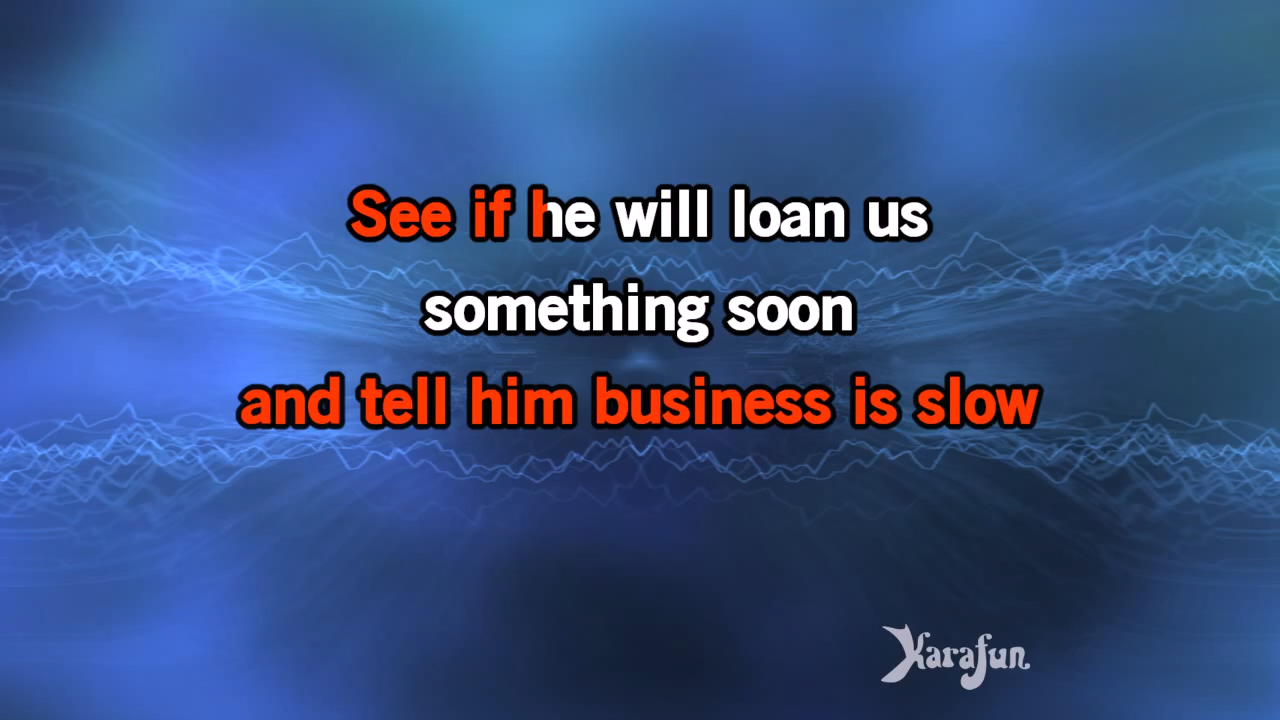 See if he will loan us
something soon
and tell him business is slow
Karafun